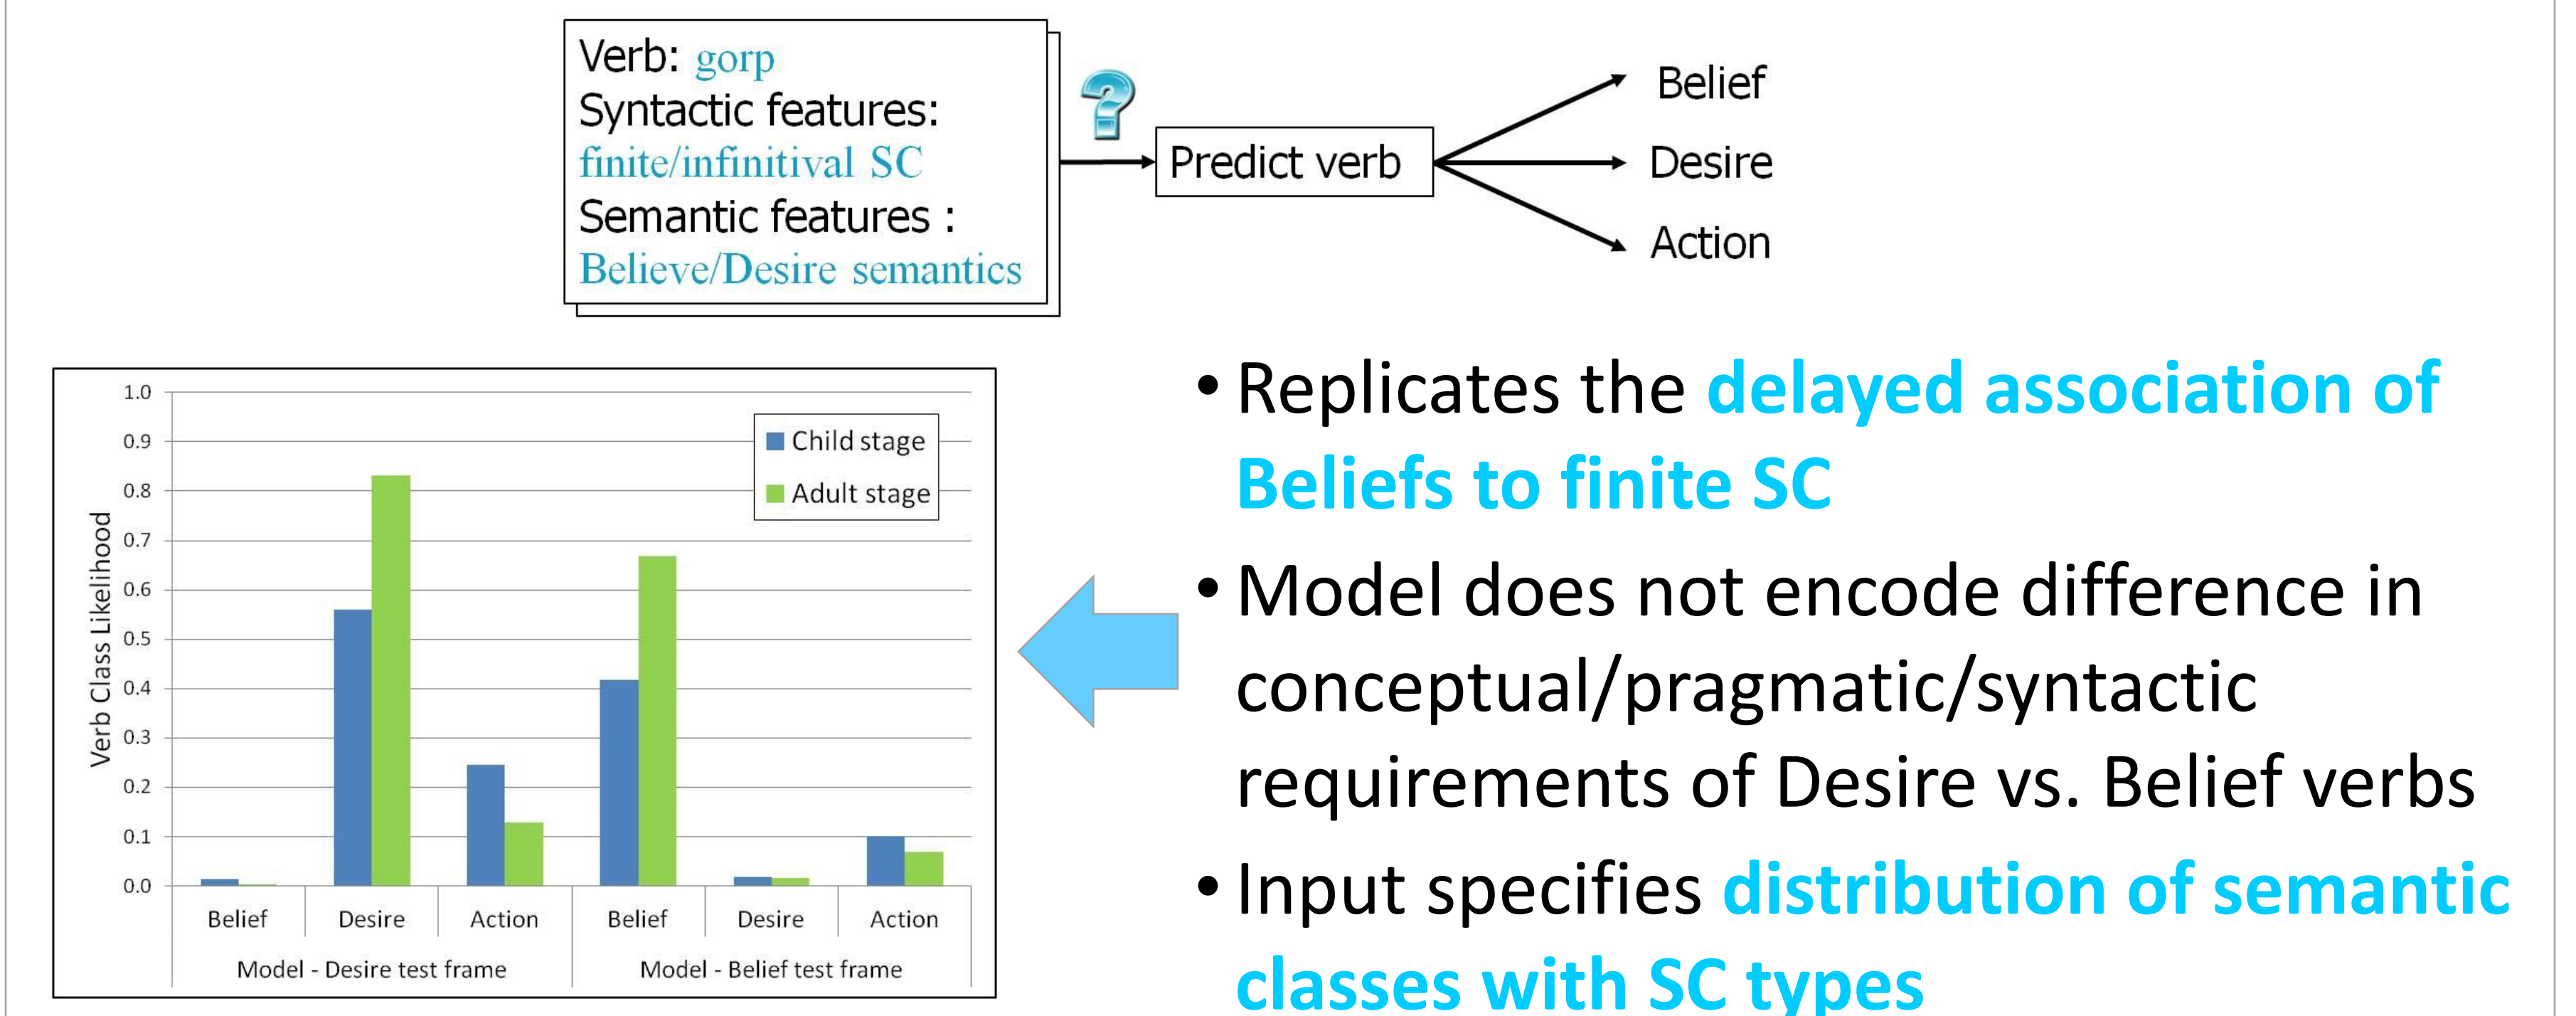 Verb: gorp
Syntactic features:
finite/infinitival SC
Semantic features :
Believe/Desire semantics
?
Predict verb
Belief
Desire
Action
1.0
0.9
0.8
0.7
0.6
0.5
0.4
0.3
0.2
0.1
0.0
Verb Class Likelihood
Child stage
Adult stage
Belief Desire Action Belief Desire Action
Model - Desire test frame Model - Belief test frame
• Replicates the delayed association of
Beliefs to finite SC
• Model does not encode difference in
conceptual/pragmatic/syntactic
requirements of Desire vs. Belief verbs
• Input specifies distribution of semantic
classes with SC types